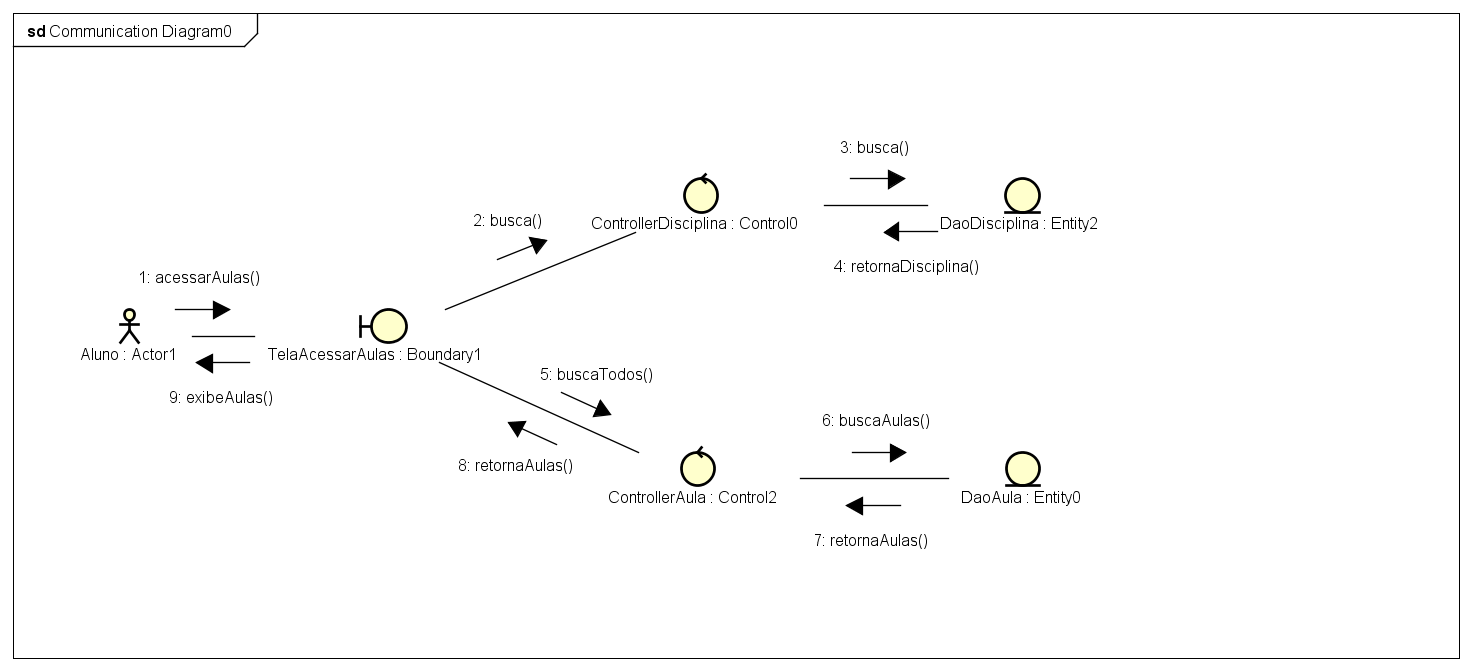 sd Communication Diagram0
3: busca()
ControllerDisciplina : Control0
DaoDisciplina : Entity2
2: busca()
4: retornaDisciplina()
1: acessarAulas()
Aluno : Actor1
TelaAcessarAulas : Boundary1
9: exibeAulas()
5: buscaTodos()
6: buscaAulas()
8: retornaAulas()
ControllerAula : Control2
DaoAula : Entity0
7: retornaAulas()